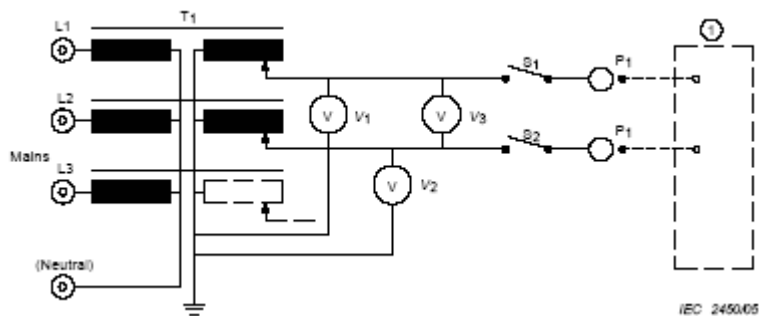 L1
T1
1
S1
P1
V
V1
V
V3
L2
S2
P1
Mains
L3
V
V2
(Neutral)
IEC 2450/05